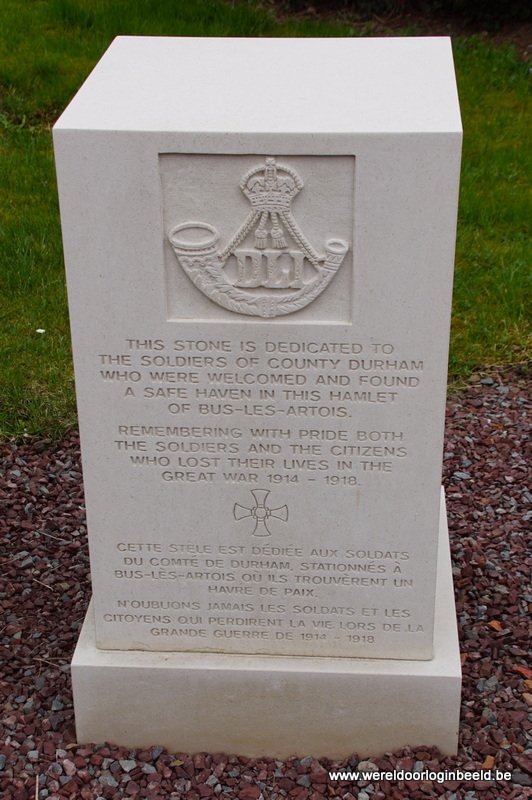 DLI
THIS STONE IS DEDICATED TO
THE SOLDIERS OF COUNTY DURHAM
WHO WERE WELCOMED AND FOUND
A SAFE HAVEN IN THIS HAMLET
OF BUS-LES-ARTOIS.
REMEMBERING WITH PRIDE BOTH
THE SOLDIERS AND THE CITIZENS
WHO LOST THEIR LIVES IN THE
GREAT WAR 1914 - 1918.
CETTE STÈLE EST DÉDIÉE AUX SOLDATS
DU COMTÉ DE DURHAM, STATIONNÉS À
BUS-LÈS-ARTOIS OÙ ILS TROUVÈRENT UN
HAVRE DE PAIX.
N'OUBLIONS JAMAIS LES SOLDATS ET LES
CITOYENS QUI PERDIRENT LA VIE LORS DE LA
GRANDE GUERRE DE 1914 - 1918
www.wereldoorloginbeeld.be